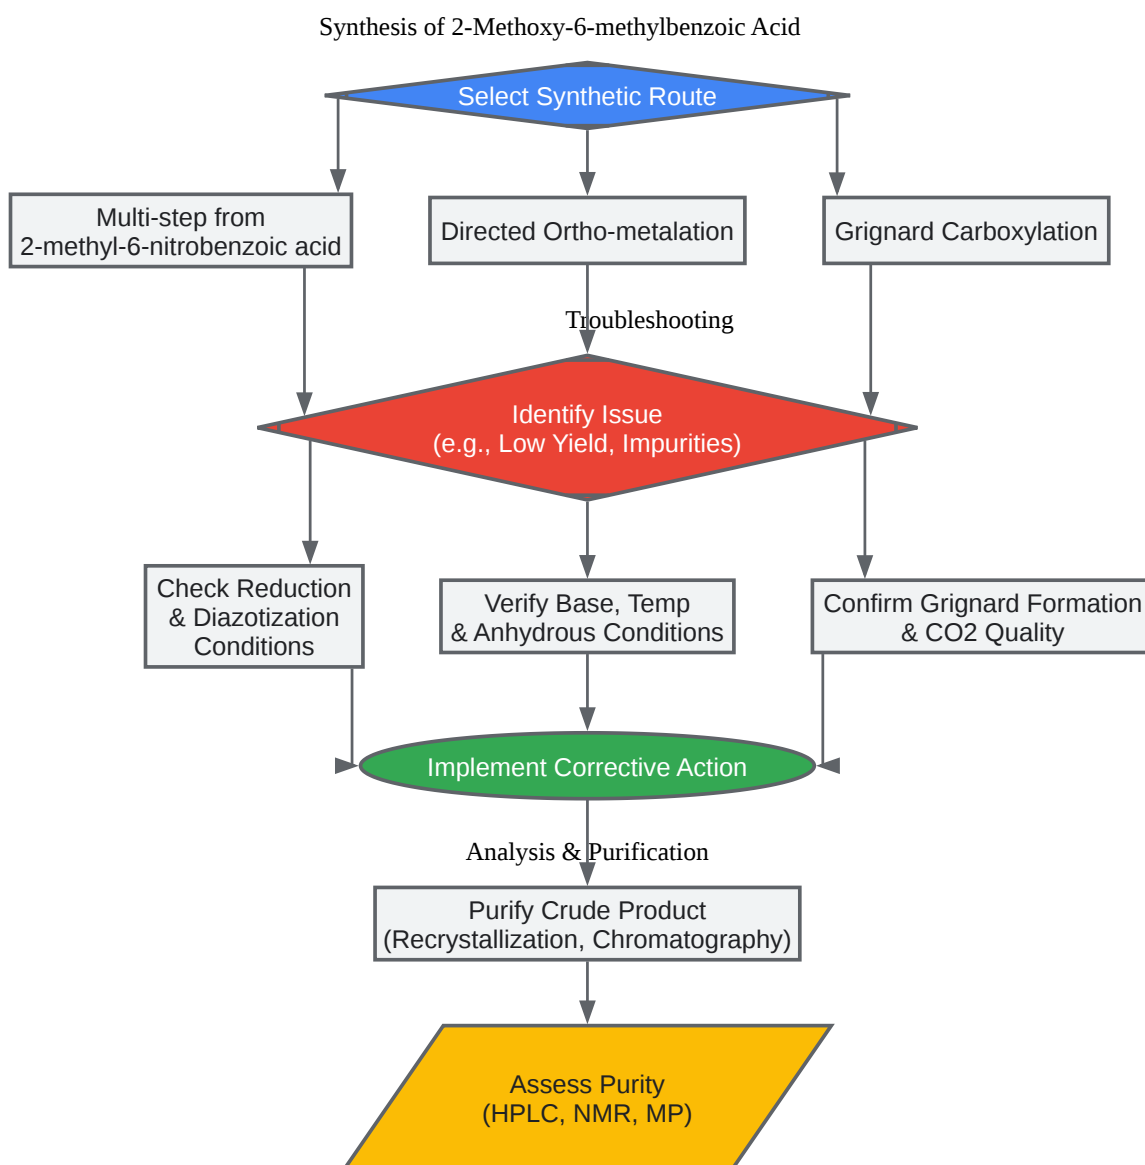 Synthesis of 2-Methoxy-6-methylbenzoic Acid
Select Synthetic Route
Multi-step from
2-methyl-6-nitrobenzoic acid
Directed Ortho-metalation
Grignard Carboxylation
Troubleshooting
Identify Issue
(e.g., Low Yield, Impurities)
Check Reduction
& Diazotization
Conditions
Verify Base, Temp
& Anhydrous Conditions
Confirm Grignard Formation
& CO2 Quality
Implement Corrective Action
Analysis & Purification
Purify Crude Product
(Recrystallization, Chromatography)
Assess Purity
(HPLC, NMR, MP)